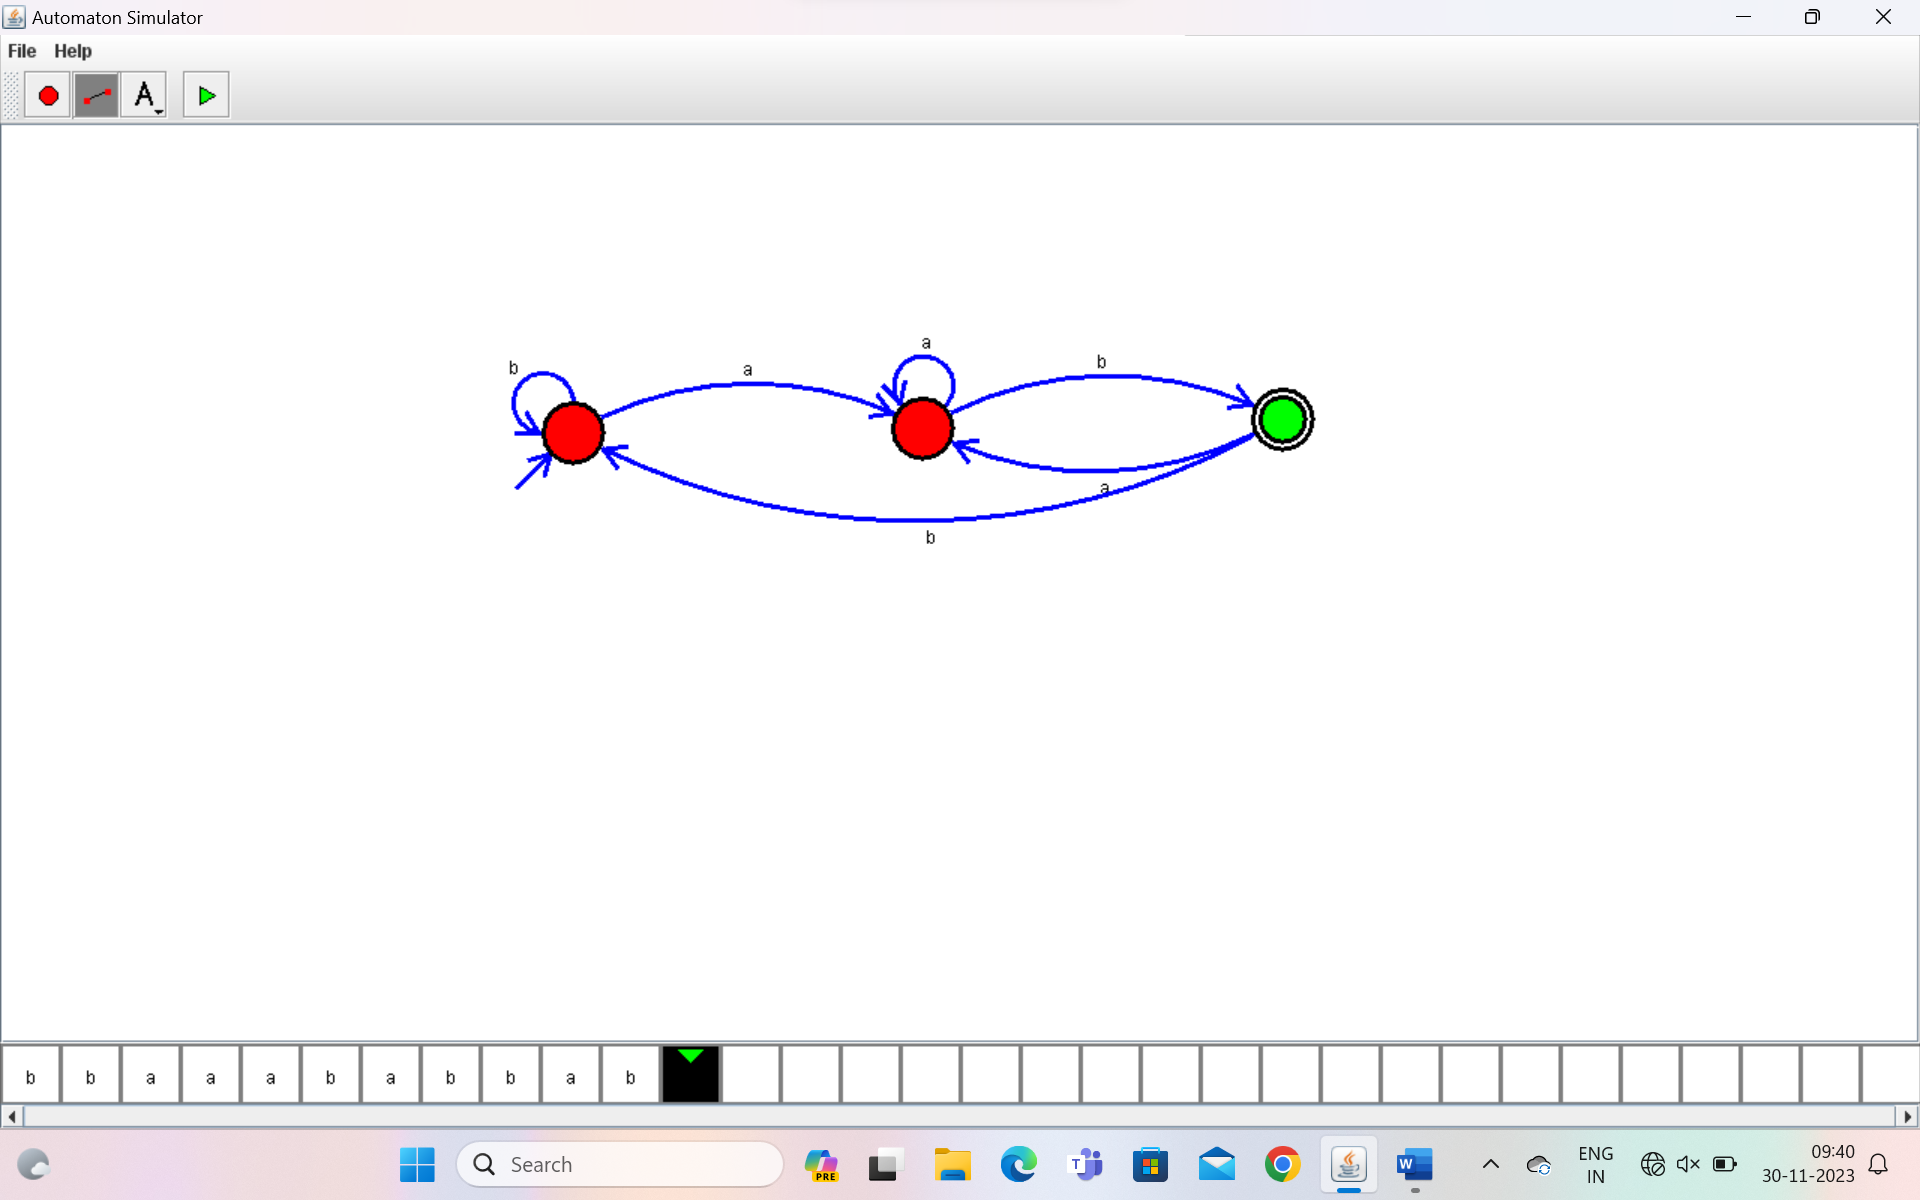 Automaton Simulator
File Help
A
b
a
a
b
a
b
b b a a a b a b b a b
Search
PRE
T
W
ENG
IN
09:40
30-11-2023